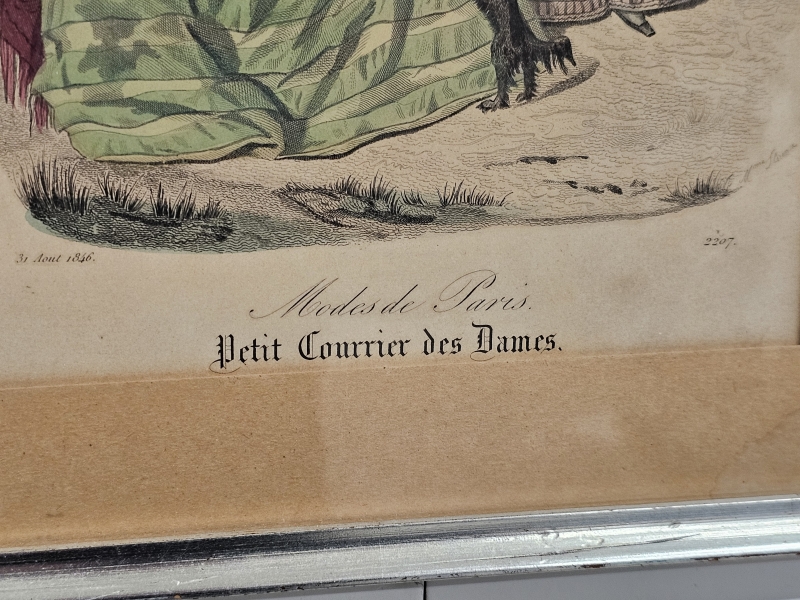 31 Aout 1846.
2207.
Modes de Paris.
Petit Courrier des Dames.